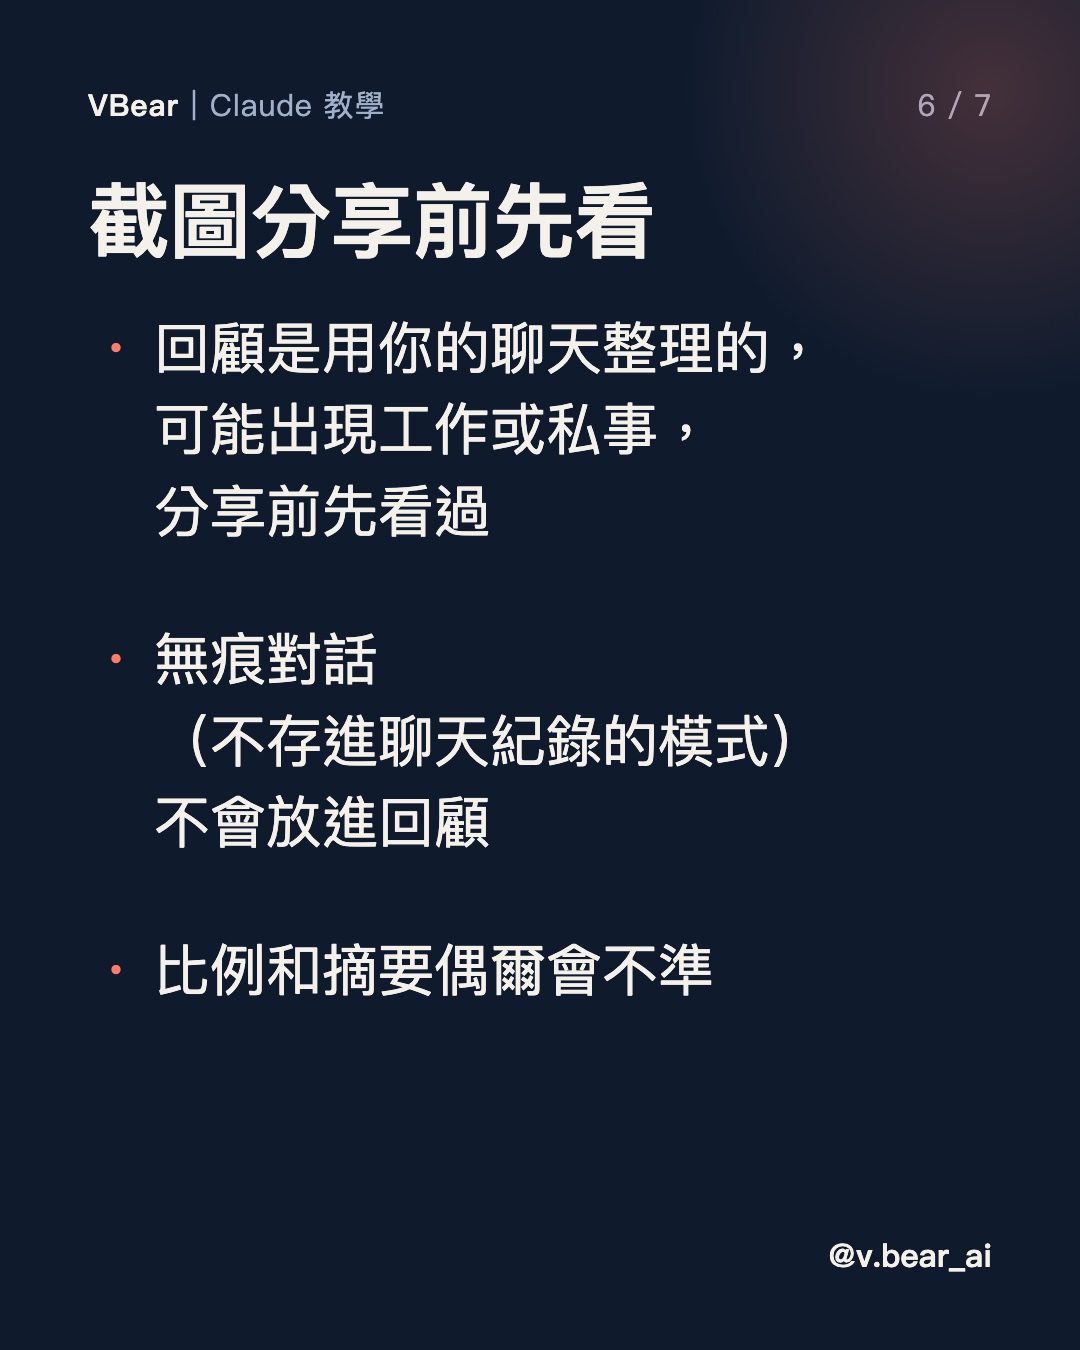 VBear | Claude 教學
6 / 7
截圖分享前先看
• 回顧是用你的聊天整理的，
可能出現工作或私事，
分享前先看過
• 無痕對話
（不存進聊天紀錄的模式）
不會放進回顧
• 比例和摘要偶爾會不準
@v.bear_ai